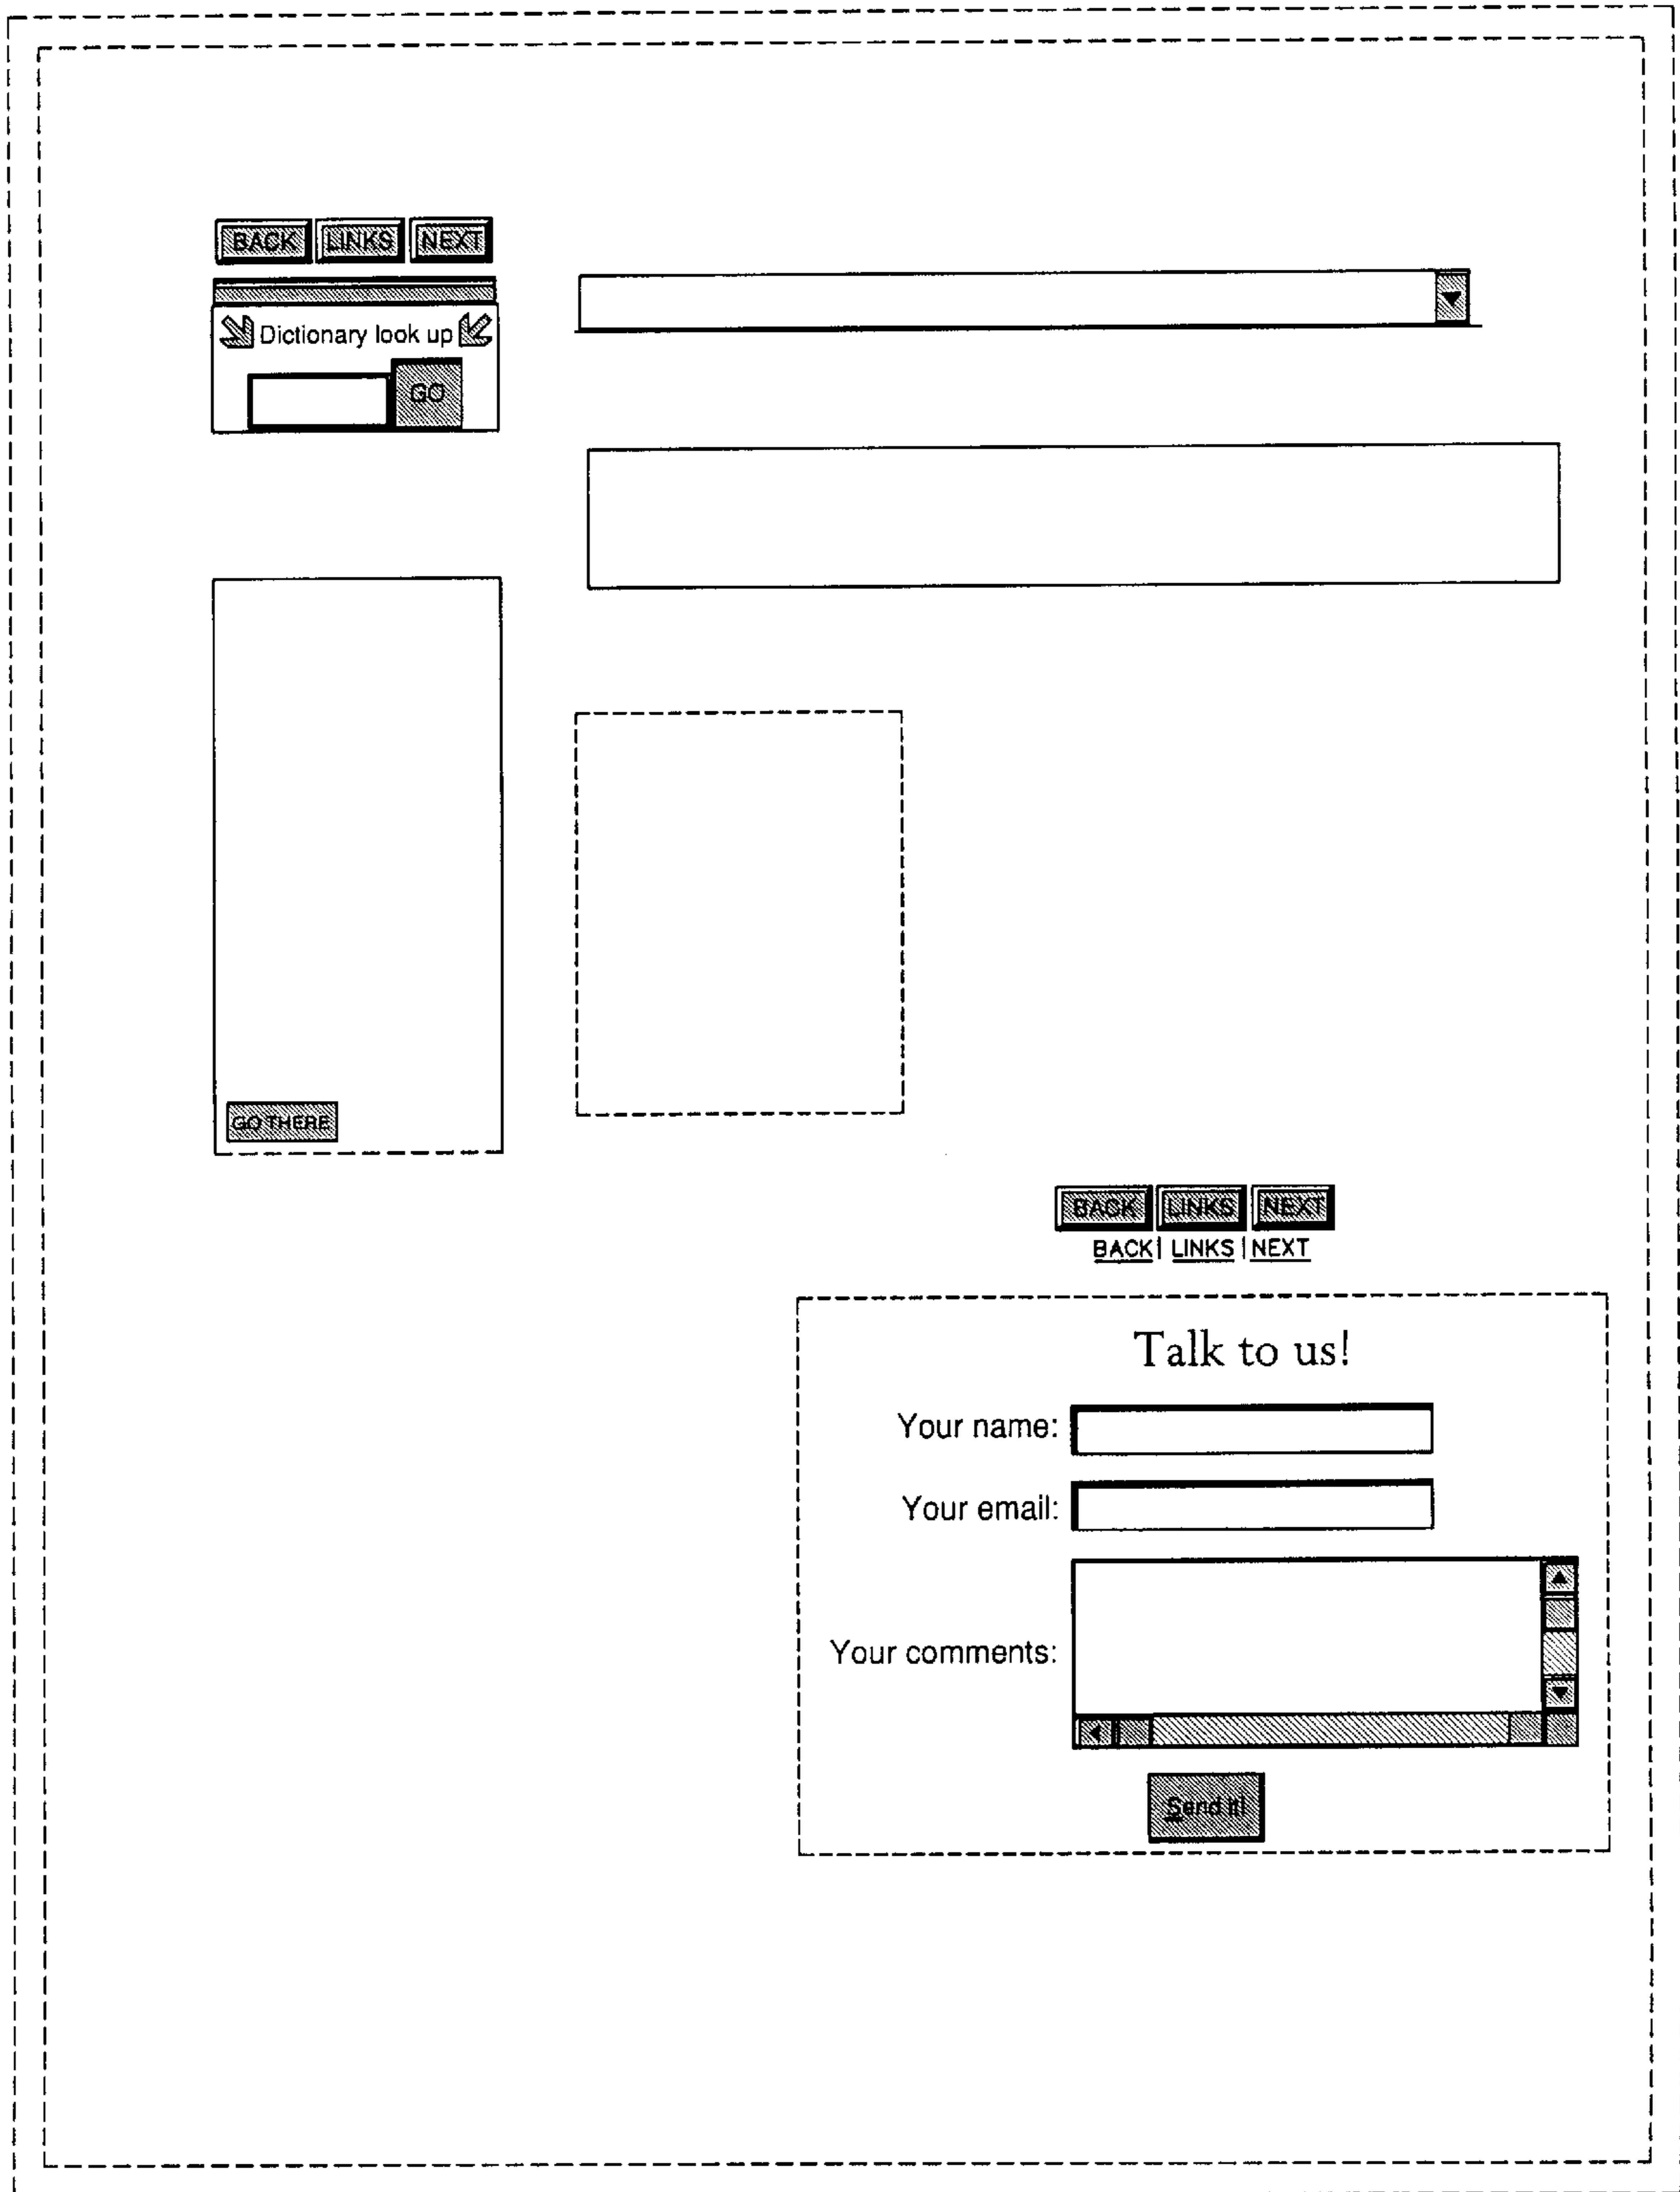 BACK LINKS NEXT
Dictionary look up
GO
GO THERE
BACK LINKS NEXT
BACK | LINKS | NEXT
Talk to us!
Your name:
Your email:
Your comments:
Send it!